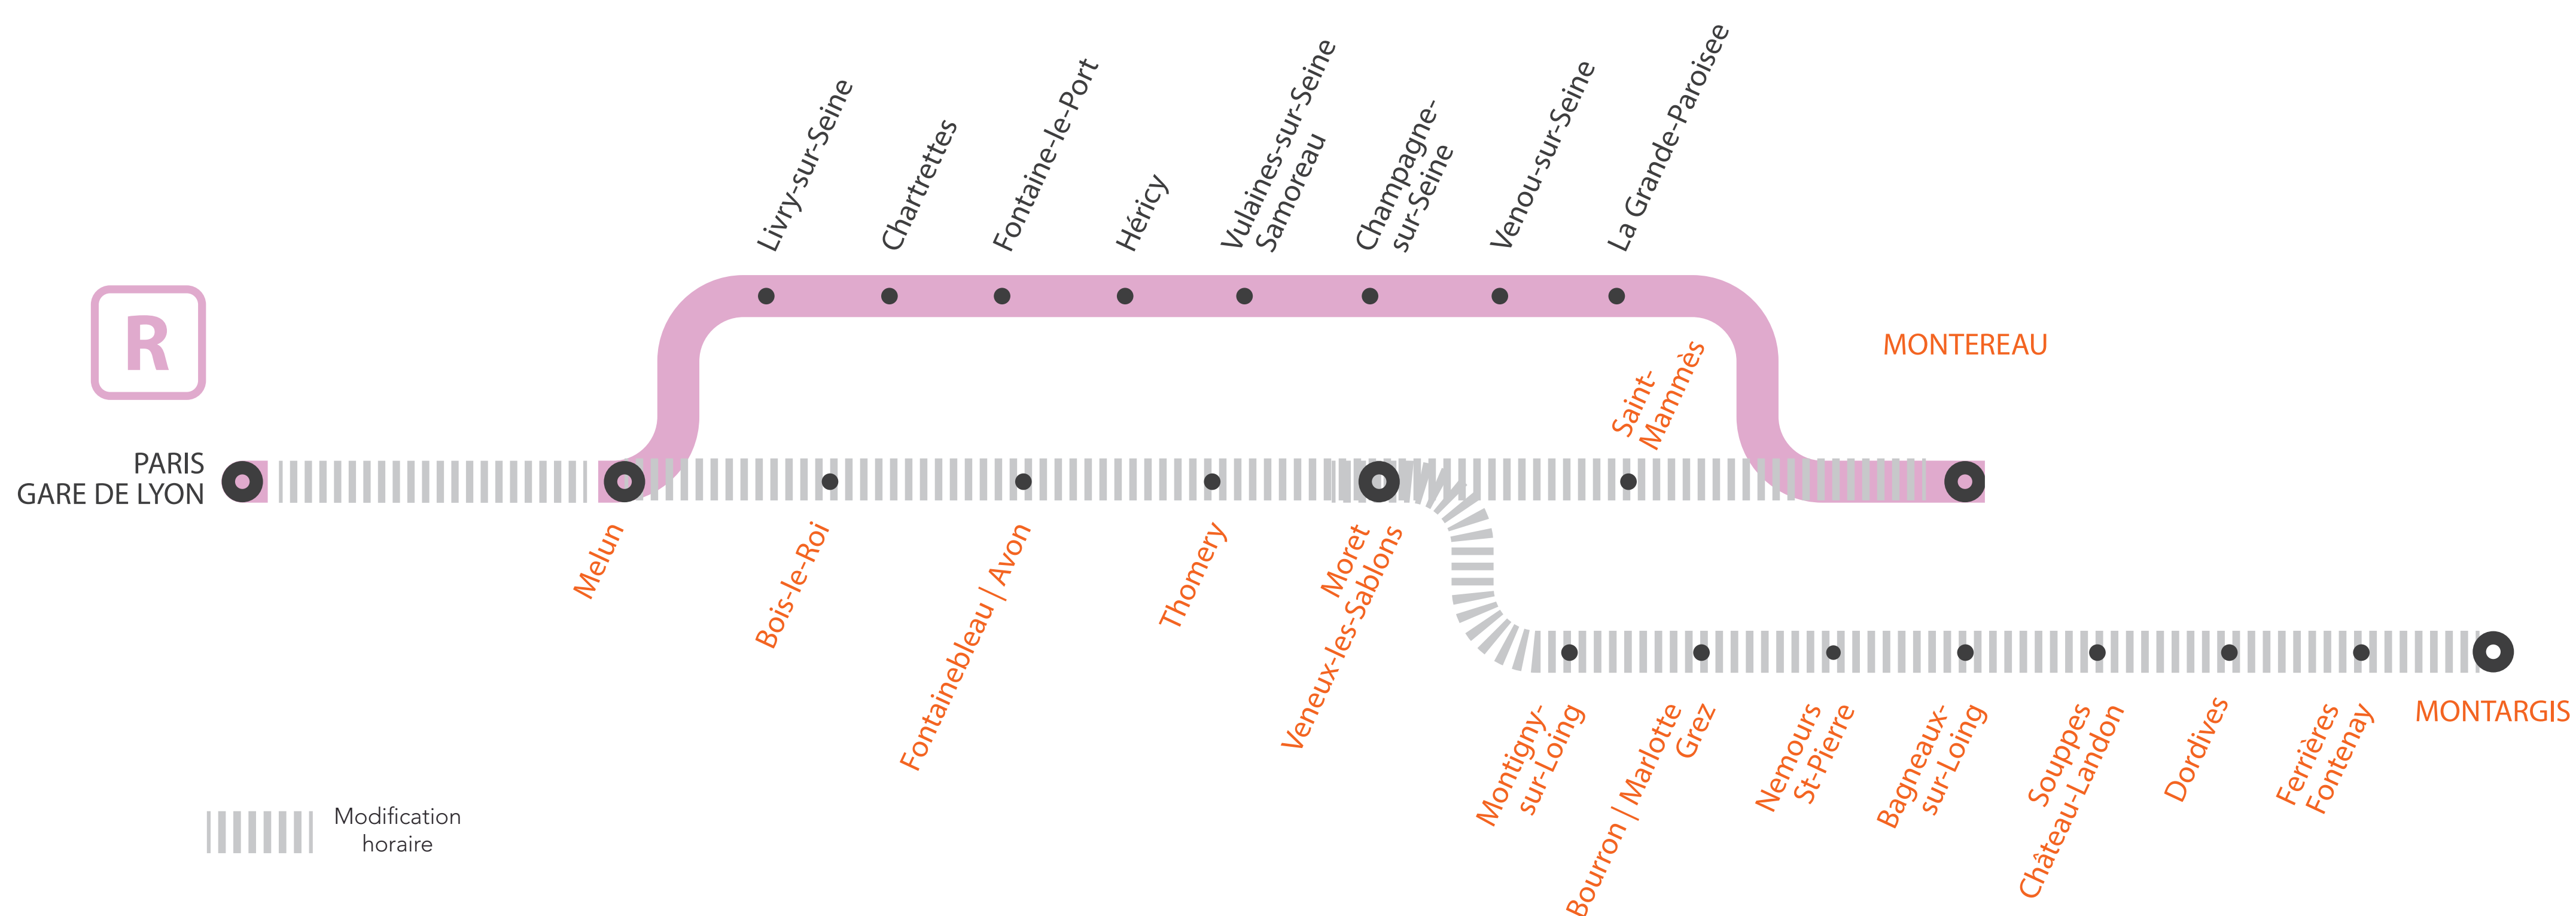 Livry-sur-Seine
Chartrettes
Fontaine-le-Port
Héricy
Vulaines-sur-Seine
Samoreau
Champagne-
sur-Seine
Venou-sur-Seine
La Grande-Paroisee
R
MONTEREAU
Saint-
Mammès
PARIS
GARE DE LYON
Melun
Bois-le-Roi
Fontainebleau | Avon
Thomery
Moret
Veneux-les-Sablons
Montigny-
sur-Loing
Bourron | Marlotte
Grez
Nemours
St-Pierre
Bagneaux-
sur-Loing
Souppes
Château-Landon
Dordives
Ferrières
Fontenay
MONTARGIS
Modification
horaire